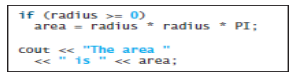 if (radius >= 0)
  area = radius * radius * PI;

cout << "The area "
  << " is " << area;